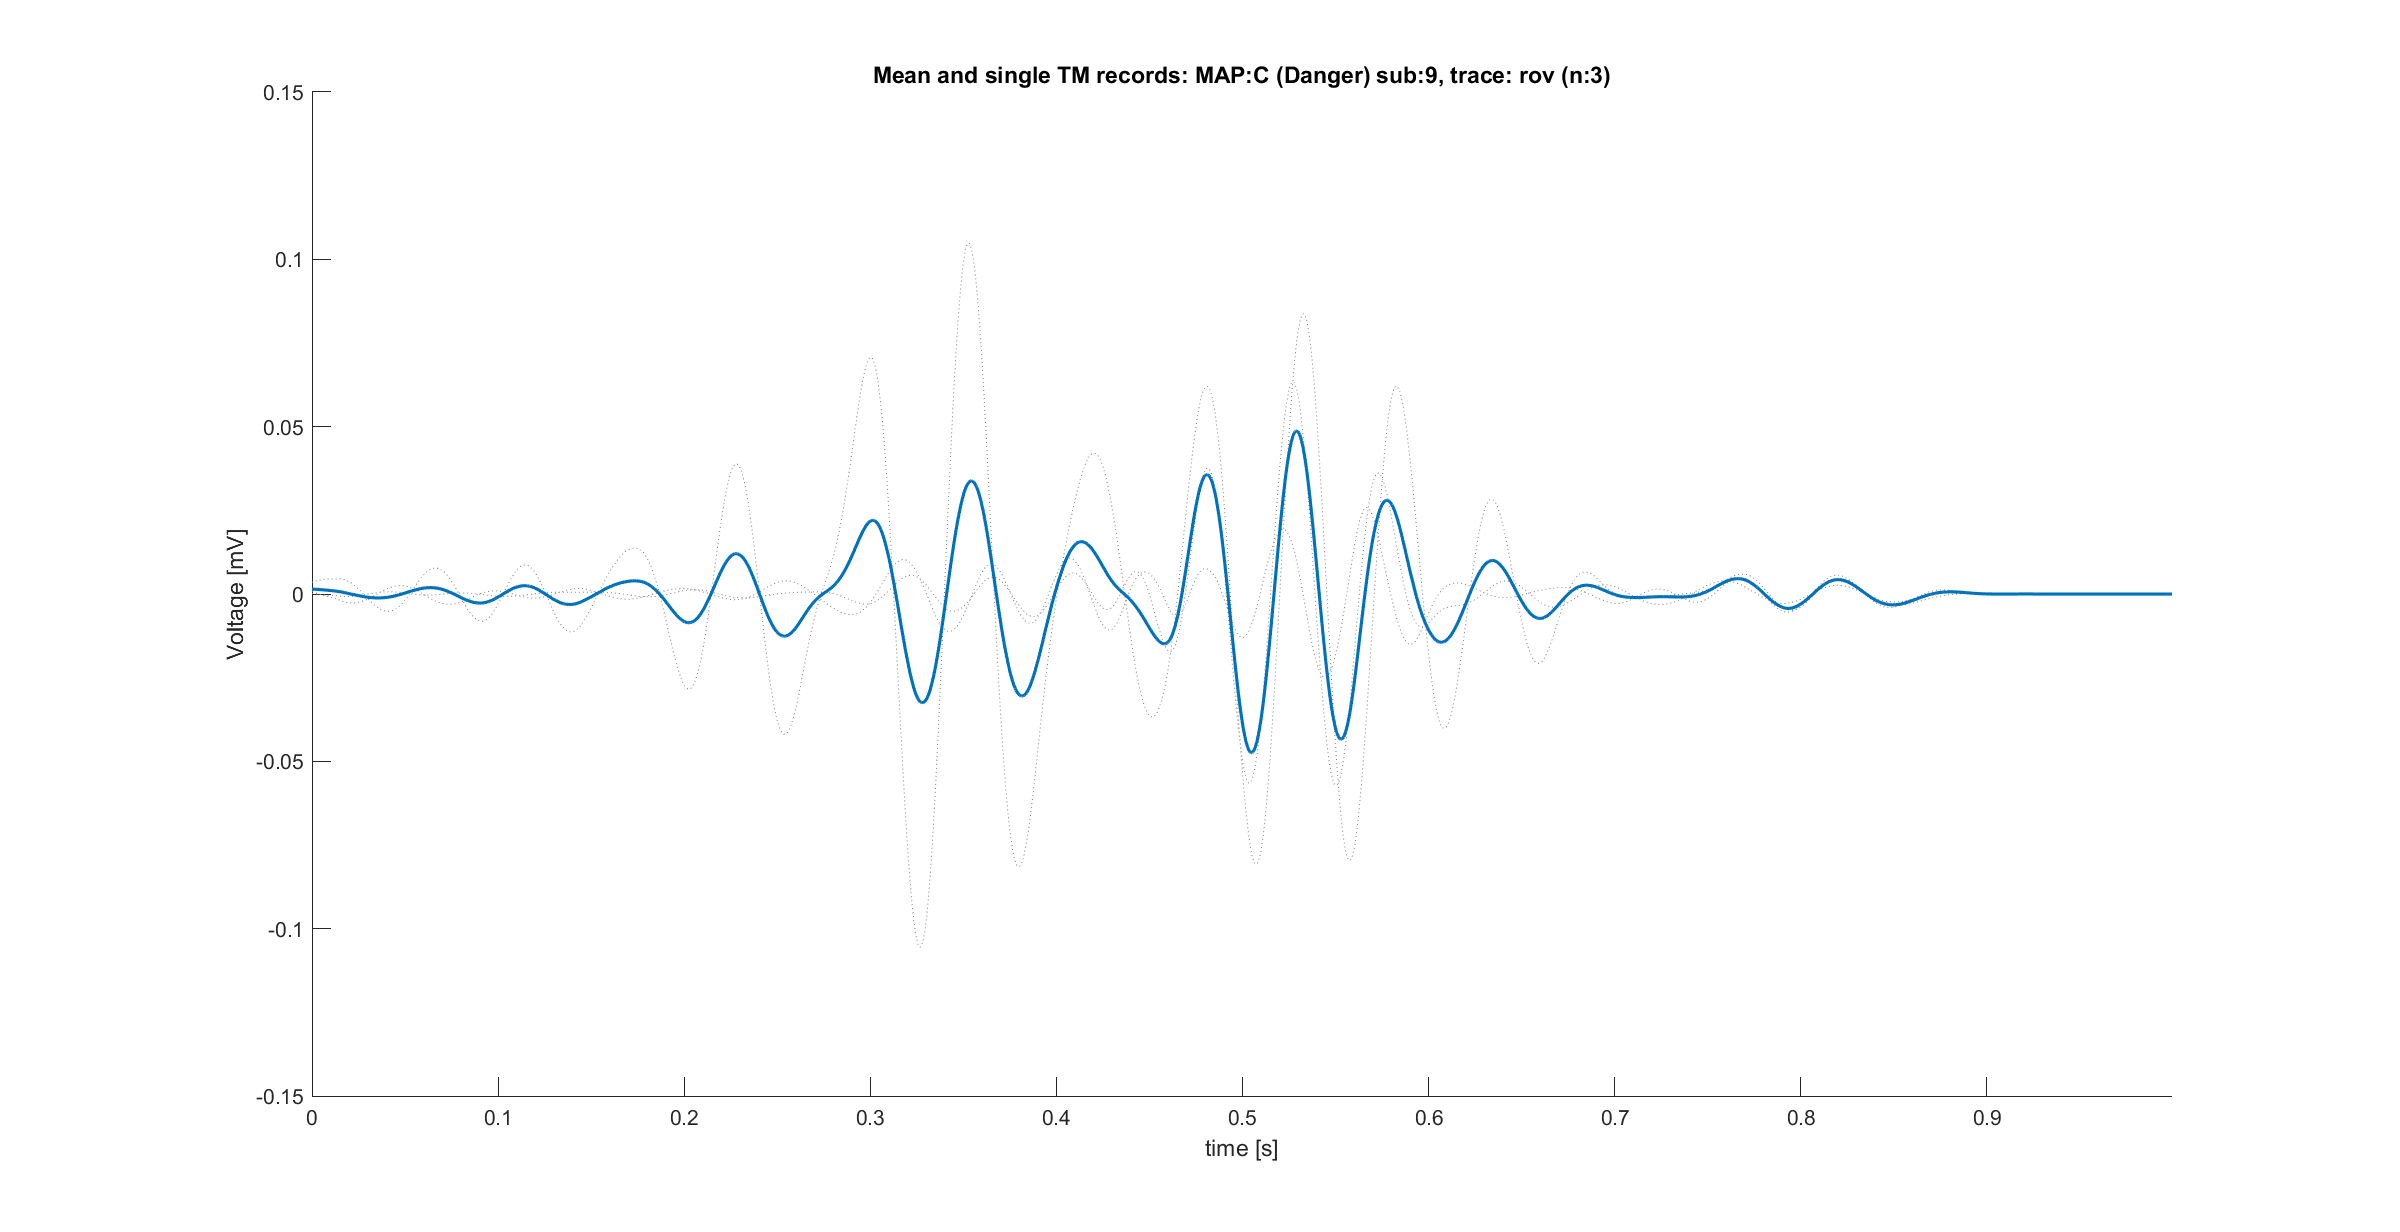 Mean and single TM records: MAP:C (Danger) sub:9, trace: rov (n:3)
0.15
0.1
0.05
0
-0.05
-0.1
-0.15
Voltage [mV]
0 0.1 0.2 0.3 0.4 0.5 0.6 0.7 0.8 0.9
time [s]